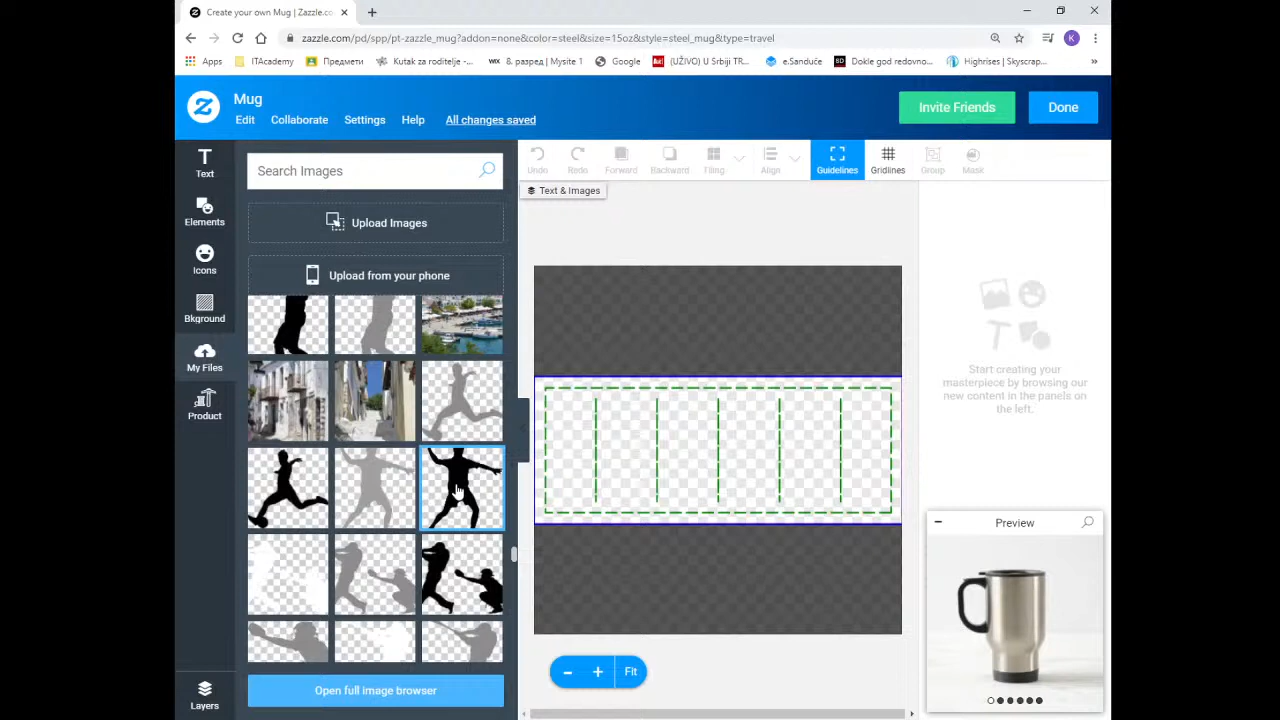 Create your own Mug | Zazzle.co
zazzle.com/pd/spp/pt-zazzle_mug?addon=none&color=steel&size=15oz&style=steel_mug&type=travel
K
Apps ITAcademy Предмети Kutak za roditelje -... WIX 8. разред | Mysite 1 Google (UŽIVO) U Srbiji TR... e.Sanduče BD Dokle god redovno... Highrises | Skyscrap... »
Z Mug
Edit Collaborate Settings Help All changes saved
Invite Friends Done
Text
Elements
Icons
Bkground
My Files
Product
Layers
Search Images
Upload Images
Upload from your phone
Open full image browser
Undo Redo Forward Backward Filing Align Guidelines Gridlines Group Mask
Text & Images
- + Fit
Start creating your
masterpiece by browsing our
new content in the panels on
the left.
Preview